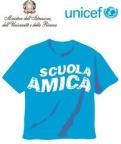 Ministero dell'Istruzione,
dell'Università e della Ricerca
unicef
SCUOLA
AMICA